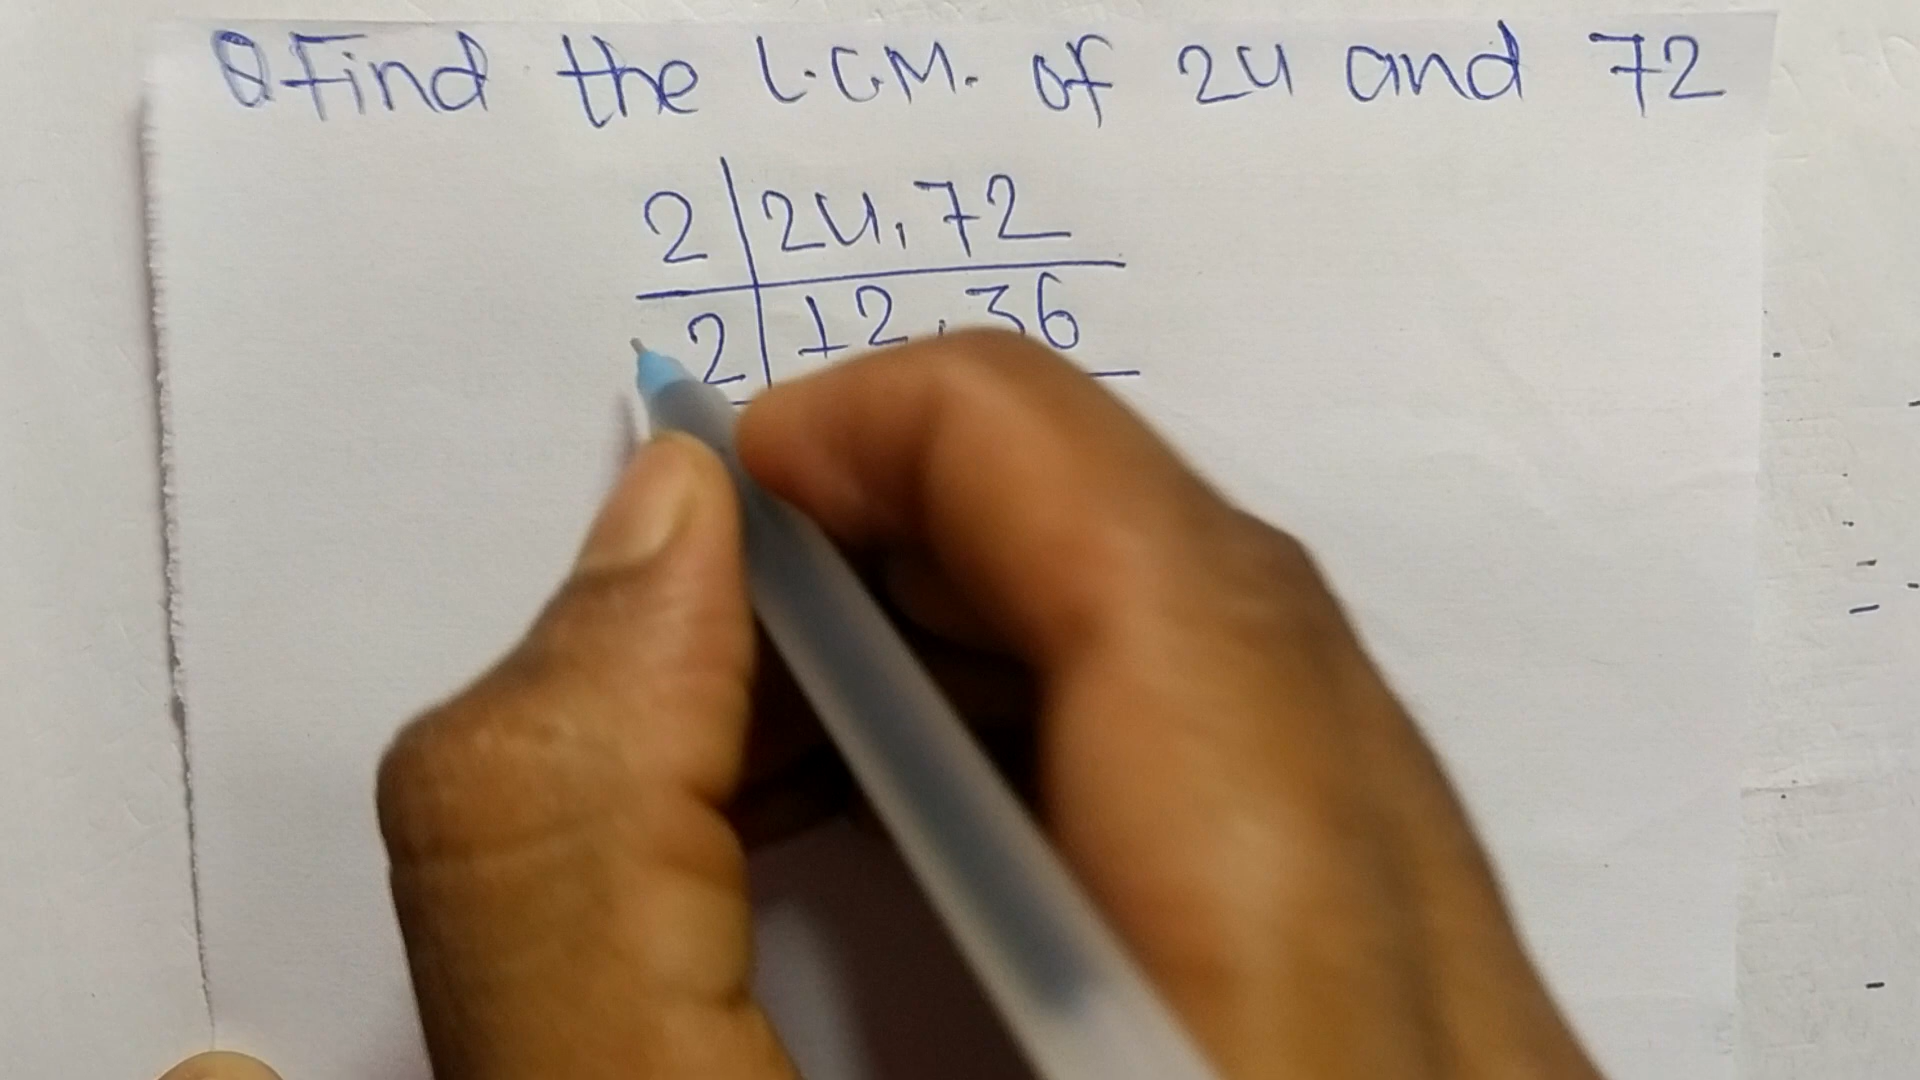 Q Find the L.C.M. of 24 and 72
2 | 24, 72
2 | 12, 36